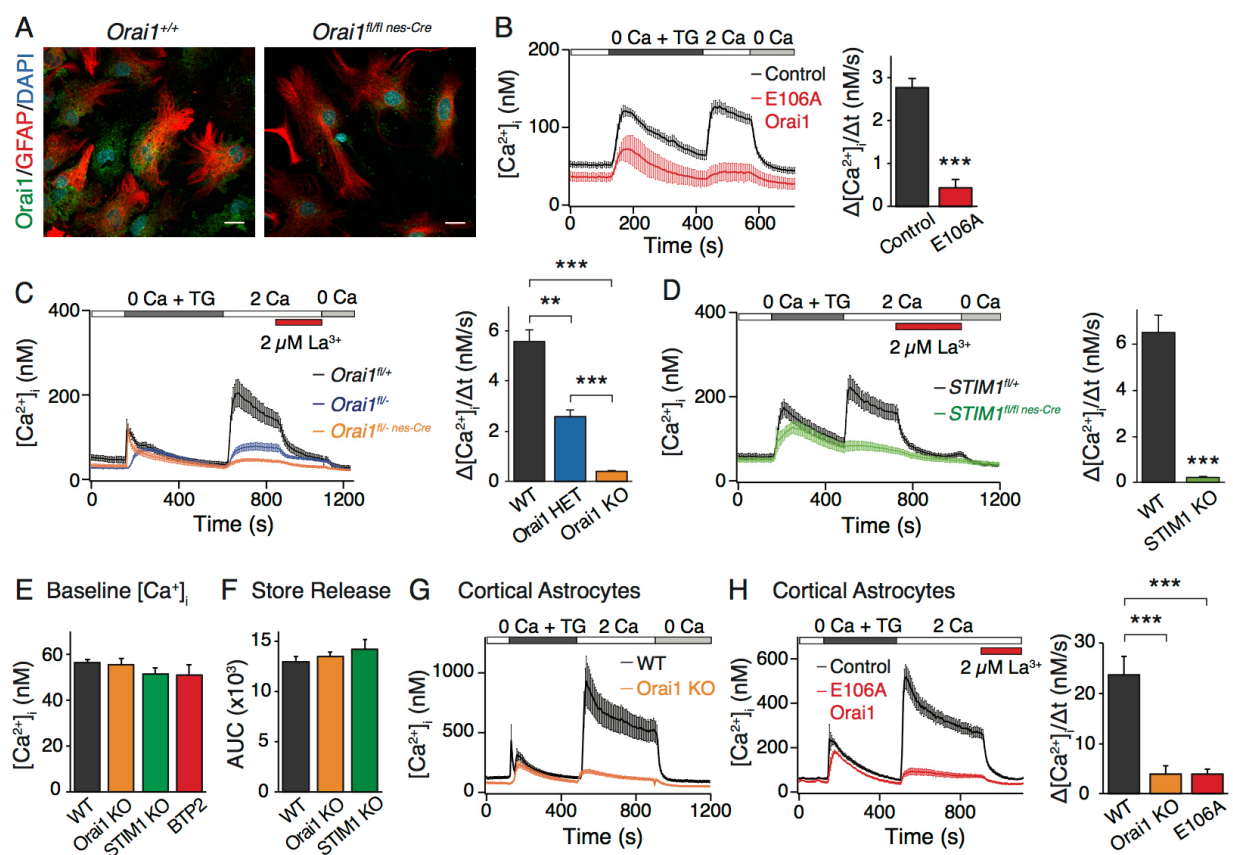 A
Orai1+/+
Orai1fl/fl nes-Cre
Orai1/GFAP/DAPI
B
0 Ca + TG
2 Ca
200
100
0
[Ca2+]i (nM)
Control
E106A
Orai1
0
200
400
600
Time (s)
Δ[Ca2+]i/Δt (nM/s)
3
2
1
0
***
Control
E106A
C
0 Ca + TG
2 Ca
0 Ca
2 µM La3+
400
200
0
[Ca2+]i (nM)
Orai1fl/+
Orai1fl/-
Orai1fl/- nes-Cre
0
400
800
1200
Time (s)
***
**
***
Δ[Ca2+]i/Δt (nM/s)
6
4
2
0
WT
Orai1 HET
Orai1 KO
D
0 Ca + TG
2 Ca
0 Ca
2 µM La3+
400
200
0
[Ca2+]i (nM)
STIM1fl/+
STIM1fl/fl nes-Cre
0
400
800
1200
Time (s)
Δ[Ca2+]i/Δt (nM/s)
6
4
2
0
***
WT
STIM1 KO
E Baseline [Ca+]i
60
40
20
0
[Ca2+]i (nM)
WT
Orai1 KO
STIM1 KO
BTP2
F Store Release
15
10
5
0
AUC (x10³)
WT
Orai1 KO
STIM1 KO
G Cortical Astrocytes
0 Ca + TG
2 Ca
0 Ca
1000
500
0
[Ca2+]i (nM)
WT
Orai1 KO
0
400
800
1200
Time (s)
H Cortical Astrocytes
0 Ca + TG
2 Ca
2 µM La3+
600
400
200
0
[Ca2+]i (nM)
Control
E106A
Orai1
0
400
800
Time (s)
***
***
Δ[Ca2+]i/Δt (nM/s)
30
20
10
0
WT
Orai1 KO
E106A